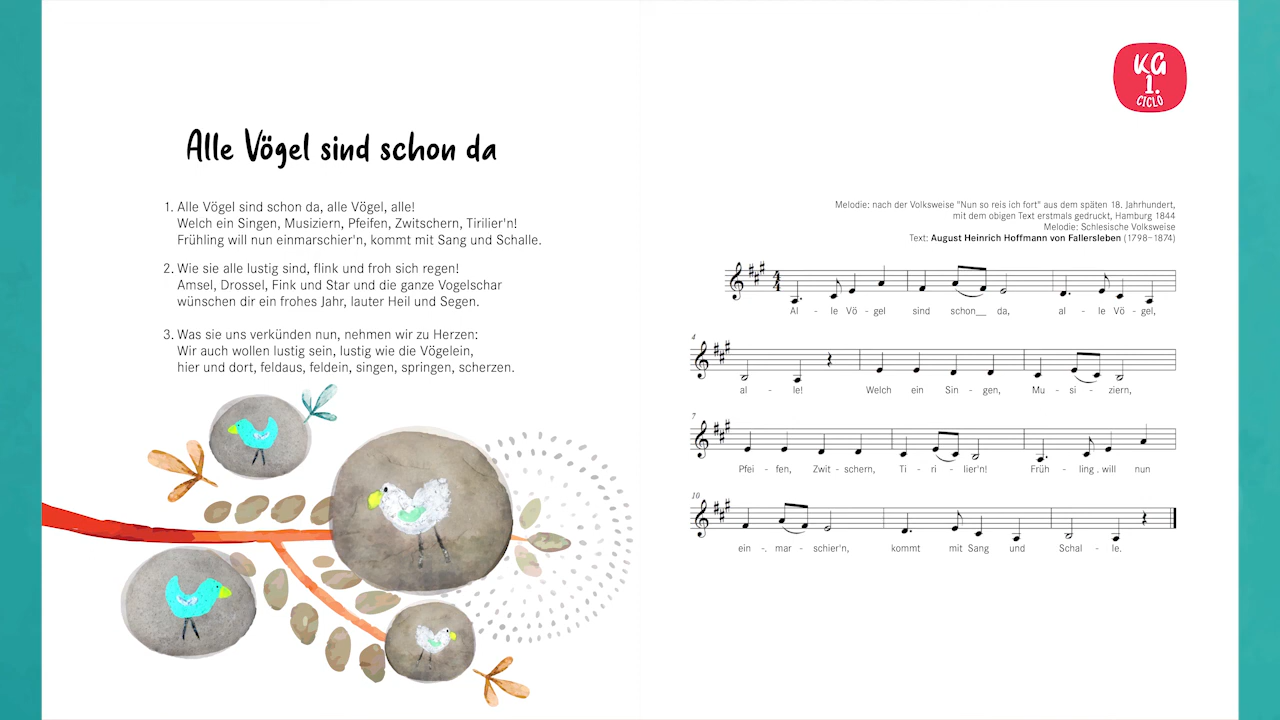 Alle Vögel sind schon da
1. Alle Vögel sind schon da, alle Vögel, alle!
Welch ein Singen, Musiziern, Pfeifen, Zwitschern, Tirilier'n!
Frühling will nun einmarschier'n, kommt mit Sang und Schalle.
2. Wie sie alle lustig sind, flink und froh sich regen!
Amsel, Drossel, Fink und Star und die ganze Vogelschar
wünschen dir ein frohes Jahr, lauter Heil und Segen.
3. Was sie uns verkünden nun, nehmen wir zu Herzen:
Wir auch wollen lustig sein, lustig wie die Vögelein,
hier und dort, feldaus, feldein, singen, springen, scherzen.
KG
1.
CICLO
Melodie: nach der Volksweise "Nun so reis ich fort" aus dem späten 18. Jahrhundert,
mit dem obigen Text erstmals gedruckt, Hamburg 1844
Melodie: Schlesische Volksweise
Text: August Heinrich Hoffmann von Fallersleben (1798–1874)
4
4
Al - le Vö - gel sind schon__ da, al - le Vö - gel,
4
al - le! Welch ein Sin - gen, Mu - si - ziern,
7
Pfei - fen, Zwit - schern, Ti - ri - lier'n! Früh - ling . will nun
10
ein -. mar - schier'n, kommt mit Sang und Schal - le.